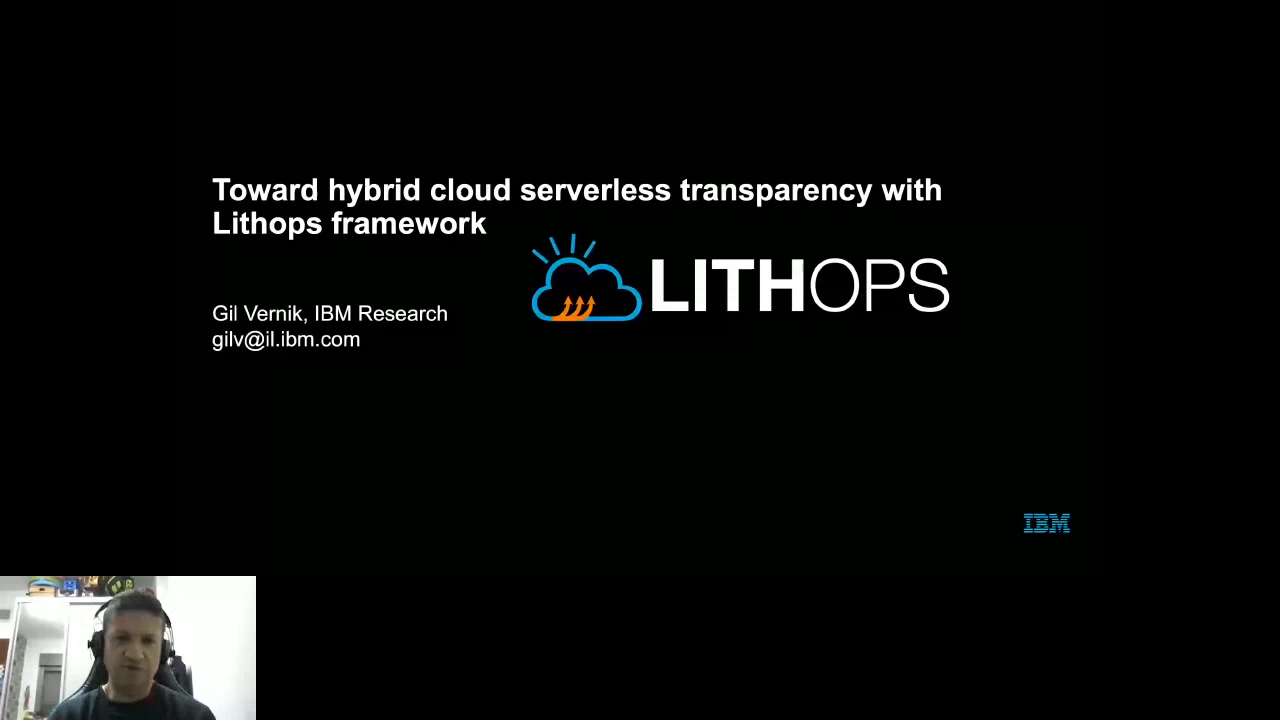 Toward hybrid cloud serverless transparency with
Lithops framework
LITHOPS
Gil Vernik, IBM Research
gilv@il.ibm.com
IBM